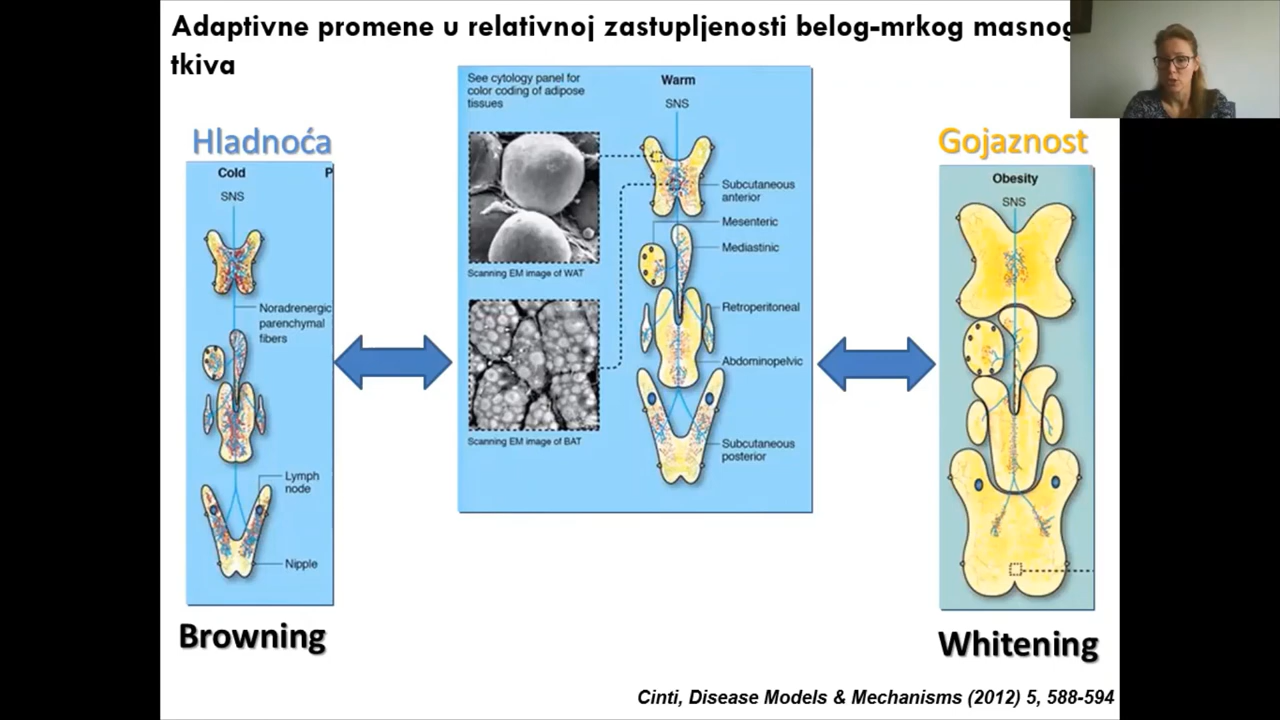 Adaptivne promene u relativnoj zastupljenosti belog-mrkog masnog
tkiva
Hladnoća
Cold
P
SNS
Noradrenergic
parenchymal
fibers
Lymph
node
Nipple
Browning
See cytology panel for
color coding of adipose
tissues
Warm
SNS
Scanning EM image of WAT
Scanning EM image of BAT
Subcutaneous
anterior
Mesenteric
Mediastinic
Retroperitoneal
Abdominopelvic
Subcutaneous
posterior
Gojaznost
Obesity
SNS
Whitening
Cinti, Disease Models & Mechanisms (2012) 5, 588-594